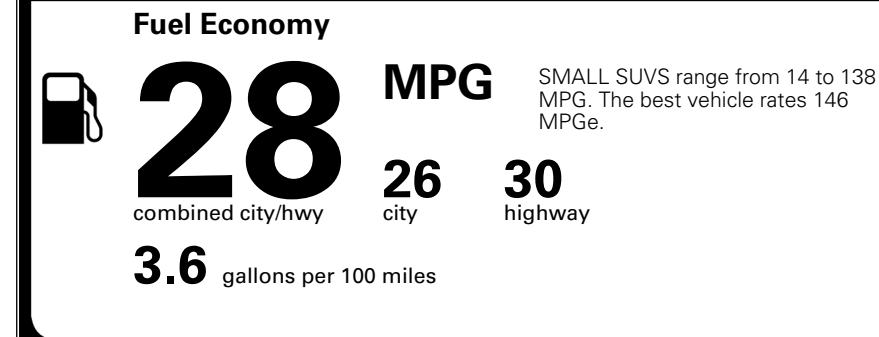 Fuel Economy
28
MPG
SMALL SUVS range from 14 to 138
MPG. The best vehicle rates 146
MPGe.
26
30
combined city/hwy
city
highway
3.6 gallons per 100 miles